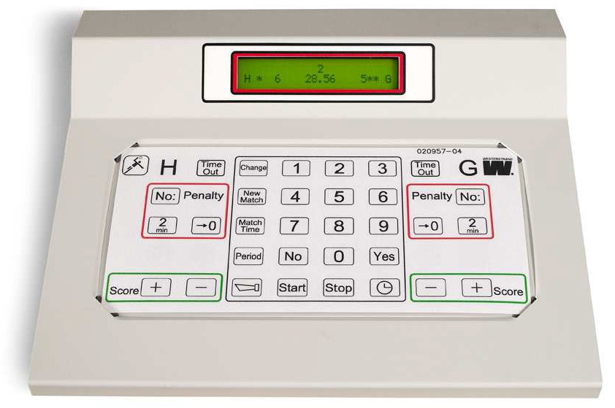 2
H * 6 28.56 5** G
020957-04
H Time Out Change 1 2 3 Time Out G W.
No: Penalty New Match 4 5 6 Penalty No:
2 min →0 Match Time 7 8 9 →0 2 min
Period No 0 Yes
Score + − Start Stop − + Score